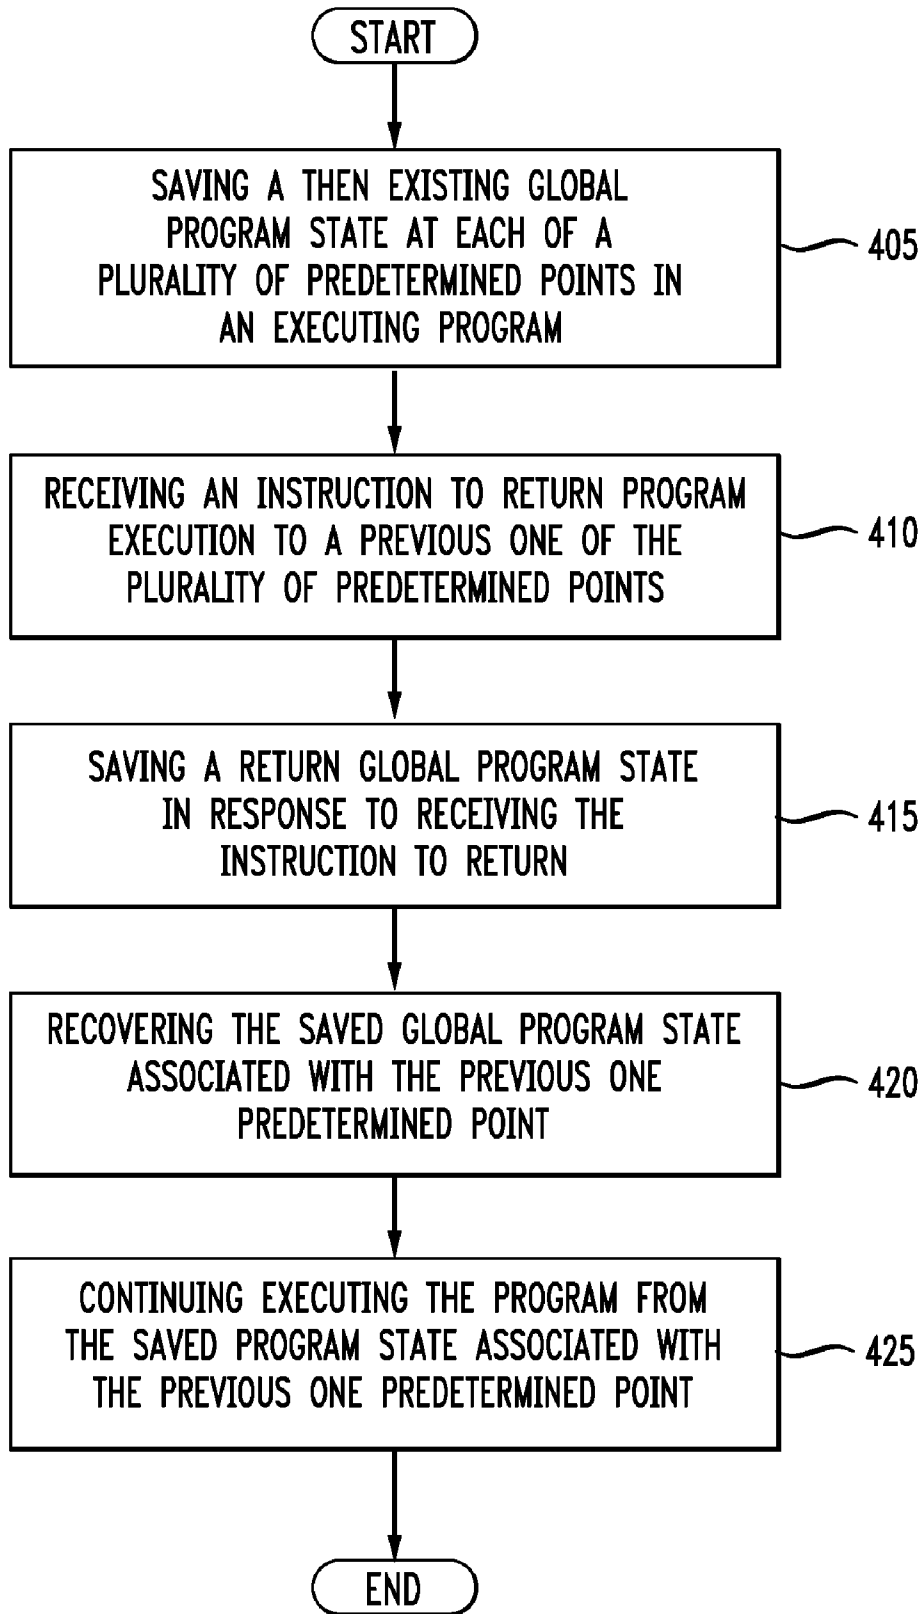 START
SAVING A THEN EXISTING GLOBAL
PROGRAM STATE AT EACH OF A
PLURALITY OF PREDETERMINED POINTS IN
AN EXECUTING PROGRAM
405
RECEIVING AN INSTRUCTION TO RETURN PROGRAM
EXECUTION TO A PREVIOUS ONE OF THE
PLURALITY OF PREDETERMINED POINTS
410
SAVING A RETURN GLOBAL PROGRAM STATE
IN RESPONSE TO RECEIVING THE
INSTRUCTION TO RETURN
415
RECOVERING THE SAVED GLOBAL PROGRAM STATE
ASSOCIATED WITH THE PREVIOUS ONE
PREDETERMINED POINT
420
CONTINUING EXECUTING THE PROGRAM FROM
THE SAVED PROGRAM STATE ASSOCIATED WITH
THE PREVIOUS ONE PREDETERMINED POINT
425
END